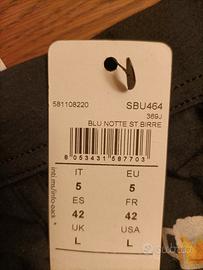 581108220 SBU464
369J
BLU NOTTE ST.BIRRE
8 053431 597703
IT EU
5 5
ES FR
42 42
UK USA
L L